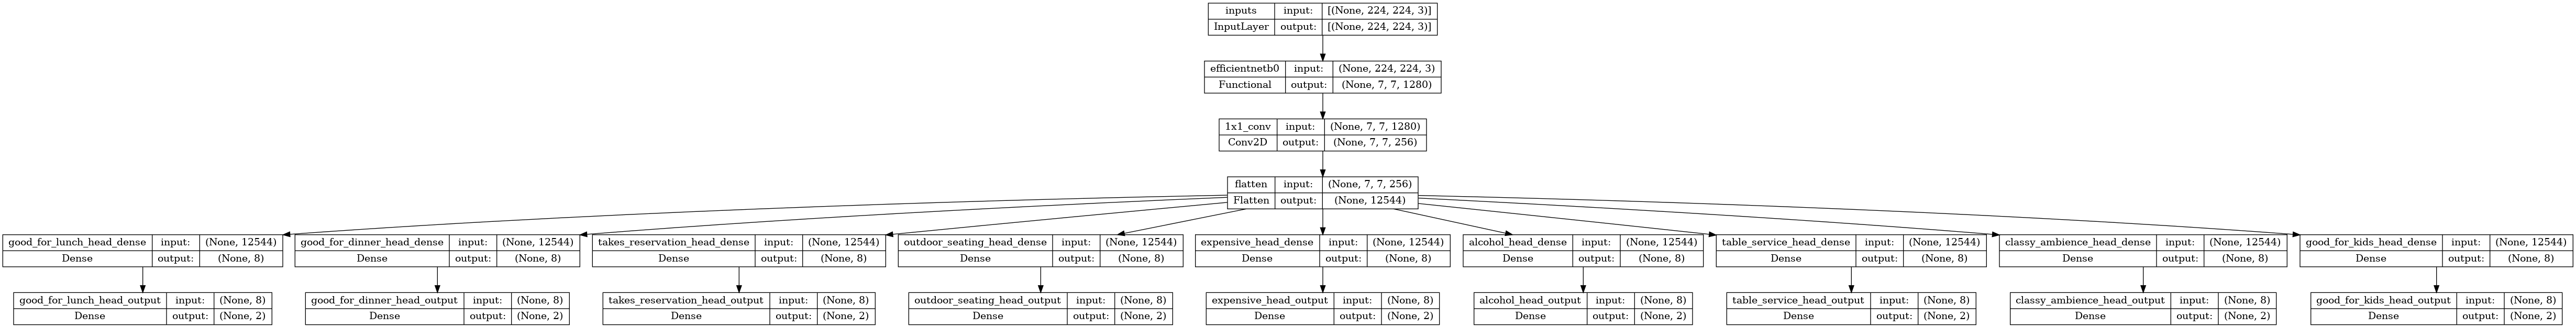 inputs input: [(None, 224, 224, 3)]
InputLayer output: [(None, 224, 224, 3)]
efficientnetb0 input: (None, 224, 224, 3)
Functional output: (None, 7, 7, 1280)
1x1_conv input: (None, 7, 7, 1280)
Conv2D output: (None, 7, 7, 256)
flatten input: (None, 7, 7, 256)
Flatten output: (None, 12544)
good_for_lunch_head_dense input: (None, 12544)
Dense output: (None, 8)
good_for_dinner_head_dense input: (None, 12544)
Dense output: (None, 8)
takes_reservation_head_dense input: (None, 12544)
Dense output: (None, 8)
outdoor_seating_head_dense input: (None, 12544)
Dense output: (None, 8)
expensive_head_dense input: (None, 12544)
Dense output: (None, 8)
alcohol_head_dense input: (None, 12544)
Dense output: (None, 8)
table_service_head_dense input: (None, 12544)
Dense output: (None, 8)
classy_ambience_head_dense input: (None, 12544)
Dense output: (None, 8)
good_for_kids_head_dense input: (None, 12544)
Dense output: (None, 8)
good_for_lunch_head_output input: (None, 8)
Dense output: (None, 2)
good_for_dinner_head_output input: (None, 8)
Dense output: (None, 2)
takes_reservation_head_output input: (None, 8)
Dense output: (None, 2)
outdoor_seating_head_output input: (None, 8)
Dense output: (None, 2)
expensive_head_output input: (None, 8)
Dense output: (None, 2)
alcohol_head_output input: (None, 8)
Dense output: (None, 2)
table_service_head_output input: (None, 8)
Dense output: (None, 2)
classy_ambience_head_output input: (None, 8)
Dense output: (None, 2)
good_for_kids_head_output input: (None, 8)
Dense output: (None, 2)